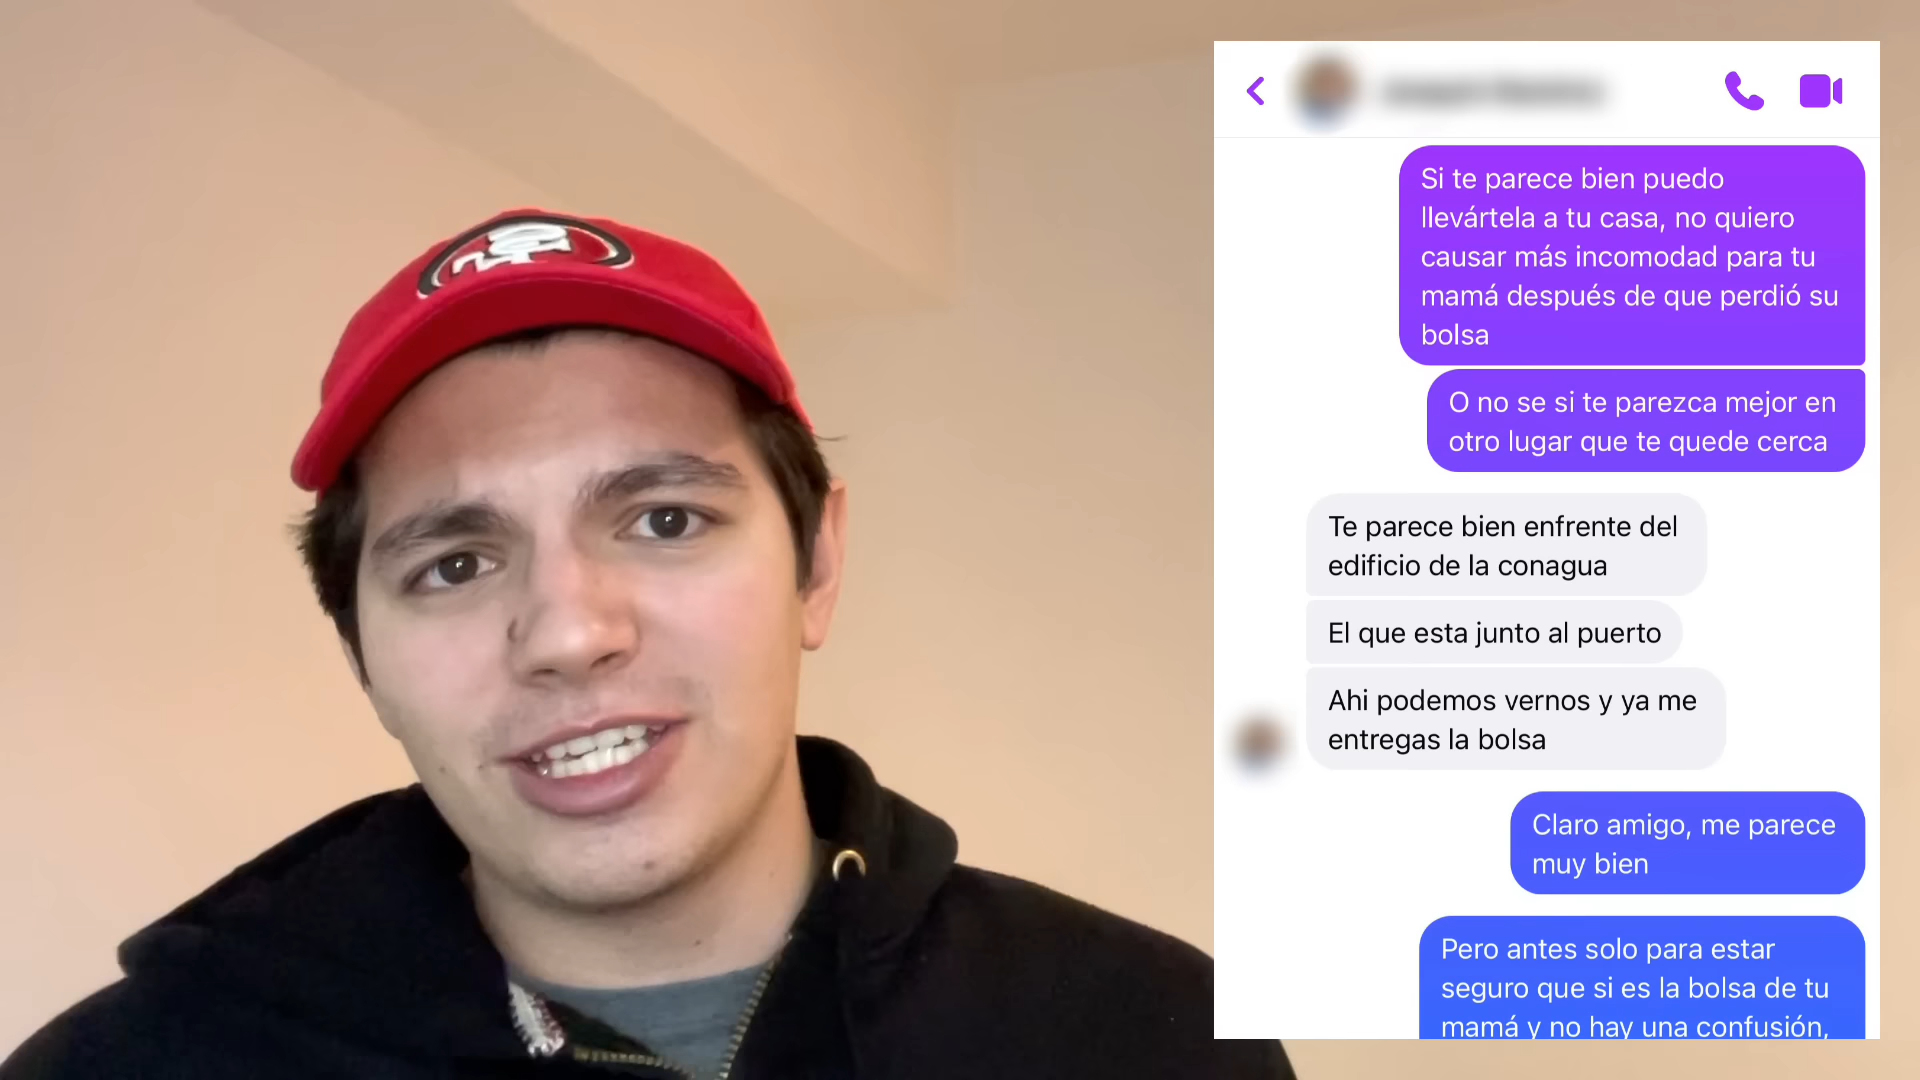 Si te parece bien puedo
llevártela a tu casa, no quiero
causar más incomodad para tu
mamá después de que perdió su
bolsa
O no se si te parezca mejor en
otro lugar que te quede cerca
Te parece bien enfrente del
edificio de la conagua
El que esta junto al puerto
Ahi podemos vernos y ya me
entregas la bolsa
Claro amigo, me parece
muy bien
Pero antes solo para estar
seguro que si es la bolsa de tu
mamá y no hay una confusión,